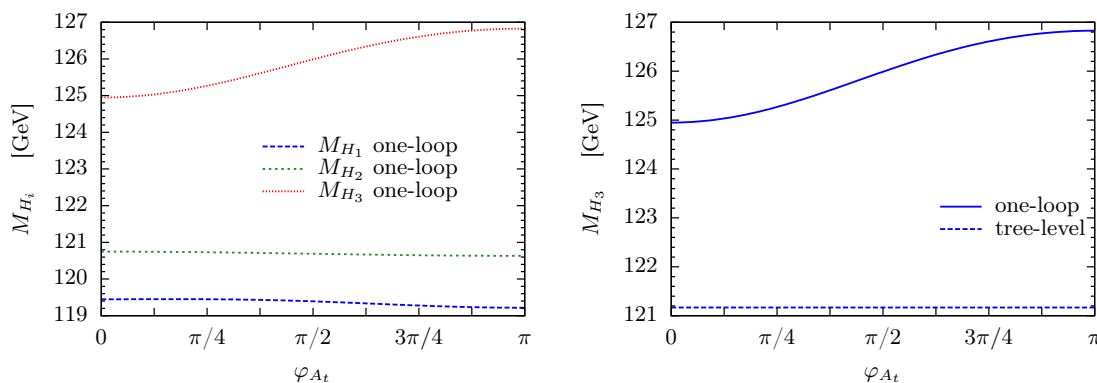 127
126
125
124
123
122
121
120
119
M_{H_i} [GeV]
M_{H_1} one-loop
M_{H_2} one-loop
M_{H_3} one-loop
0 π/4 π/2 3π/4 π
φ_{A_t}
127
126
125
124
123
122
121
M_{H_3} [GeV]
one-loop
tree-level
0 π/4 π/2 3π/4 π
φ_{A_t}